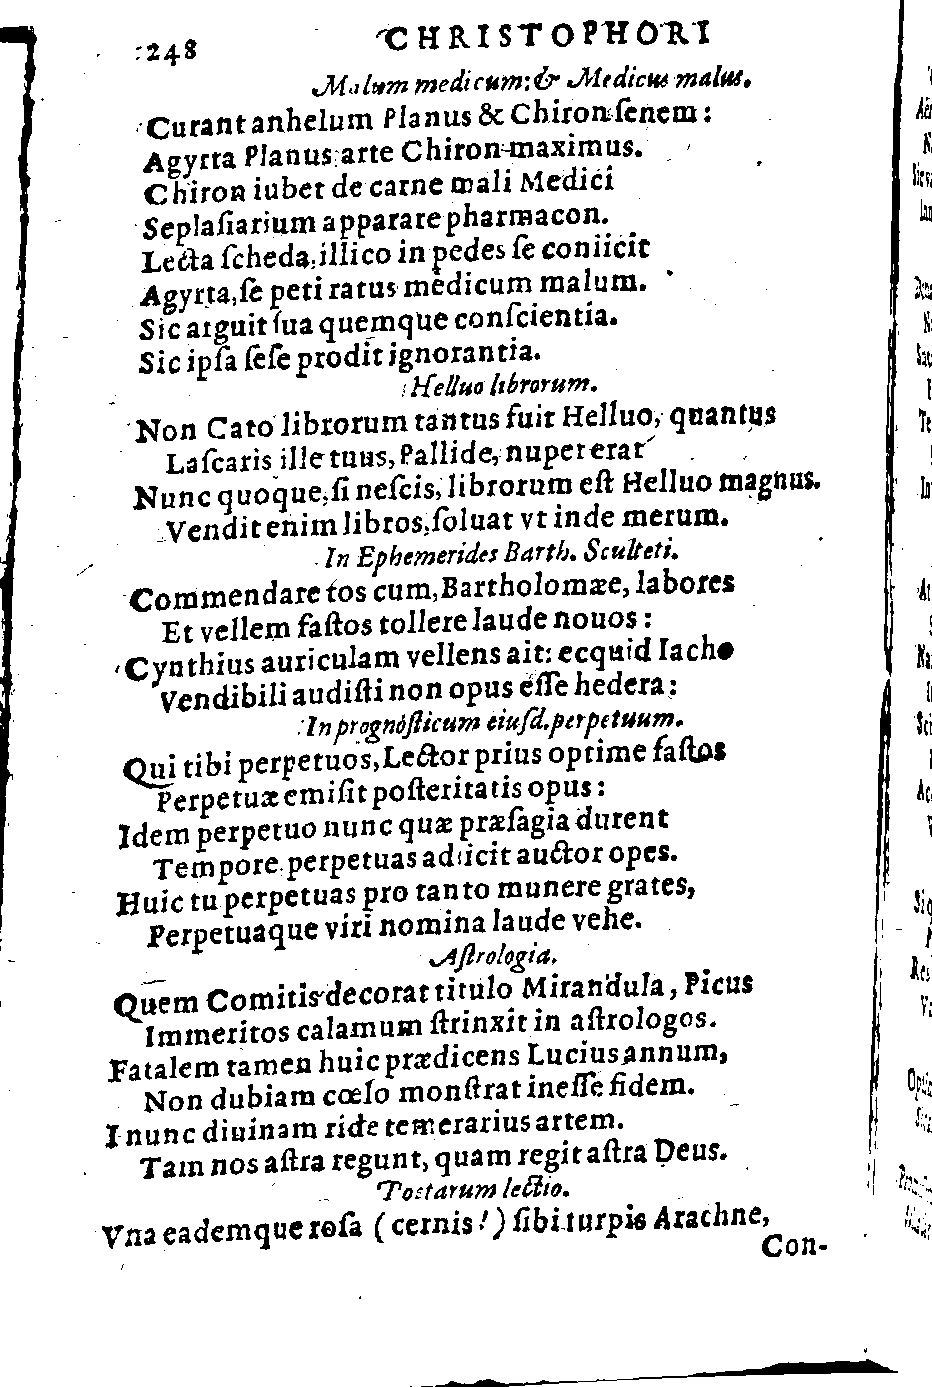 248 CHRISTOPHORI
Malum medicum: & Medicus malus.
Curant anhelum Planus & Chiron ſenem:
Agyrta Planus arte Chiron maximus.
Chiron iubet de carne mali Medici
Seplaſiarium apparare pharmacon.
Lecta ſcheda, illico in pedes ſe coniicit
Agyrta, ſe peti ratus medicum malum.
Sic arguit ſua quemque conſcientia.
Sic ipſa ſeſe prodit ignorantia.
Helluo librorum.
Non Cato librorum tantus fuit Helluo, quantus
Laſcaris ille tuus, Pallide, nuper erat
Nunc quoque, ſi neſcis, librorum eſt Helluo magnus.
Vendit enim libros, ſoluat vt inde merum.
In Ephemerides Barth. Sculteti.
Commendare tos cum, Bartholomæe, labores
Et vellem faſtos tollere laude nouos:
Cynthius auriculam vellens ait: ecquid Iacho
Vendibili audiſti non opus eſſe hedera:
In prognoſticum eiuſd. perpetuum.
Qui tibi perpetuos, Lector prius optime faſtos
Perpetuæ emiſit poſteritatis opus:
Idem perpetuo nunc quæ præſagia durent
Tempore perpetuas adiicit auctor opes.
Huic tu perpetuas pro tanto munere grates,
Perpetuaque viri nomina laude vehe.
Aſtrologia.
Quem Comitis decorat titulo Mirandula, Picus
Immeritos calamum ſtrinxit in aſtrologos.
Fatalem tamen huic prædicens Lucius annum,
Non dubiam cœlo monſtrat ineſſe fidem.
I nunc diuinam ride temerarius artem.
Tam nos aſtra regunt, quam regit aſtra Deus.
Tostarum lectio.
Vna eademque roſa (cernis!) ſibi turpis Arachne,
Con-